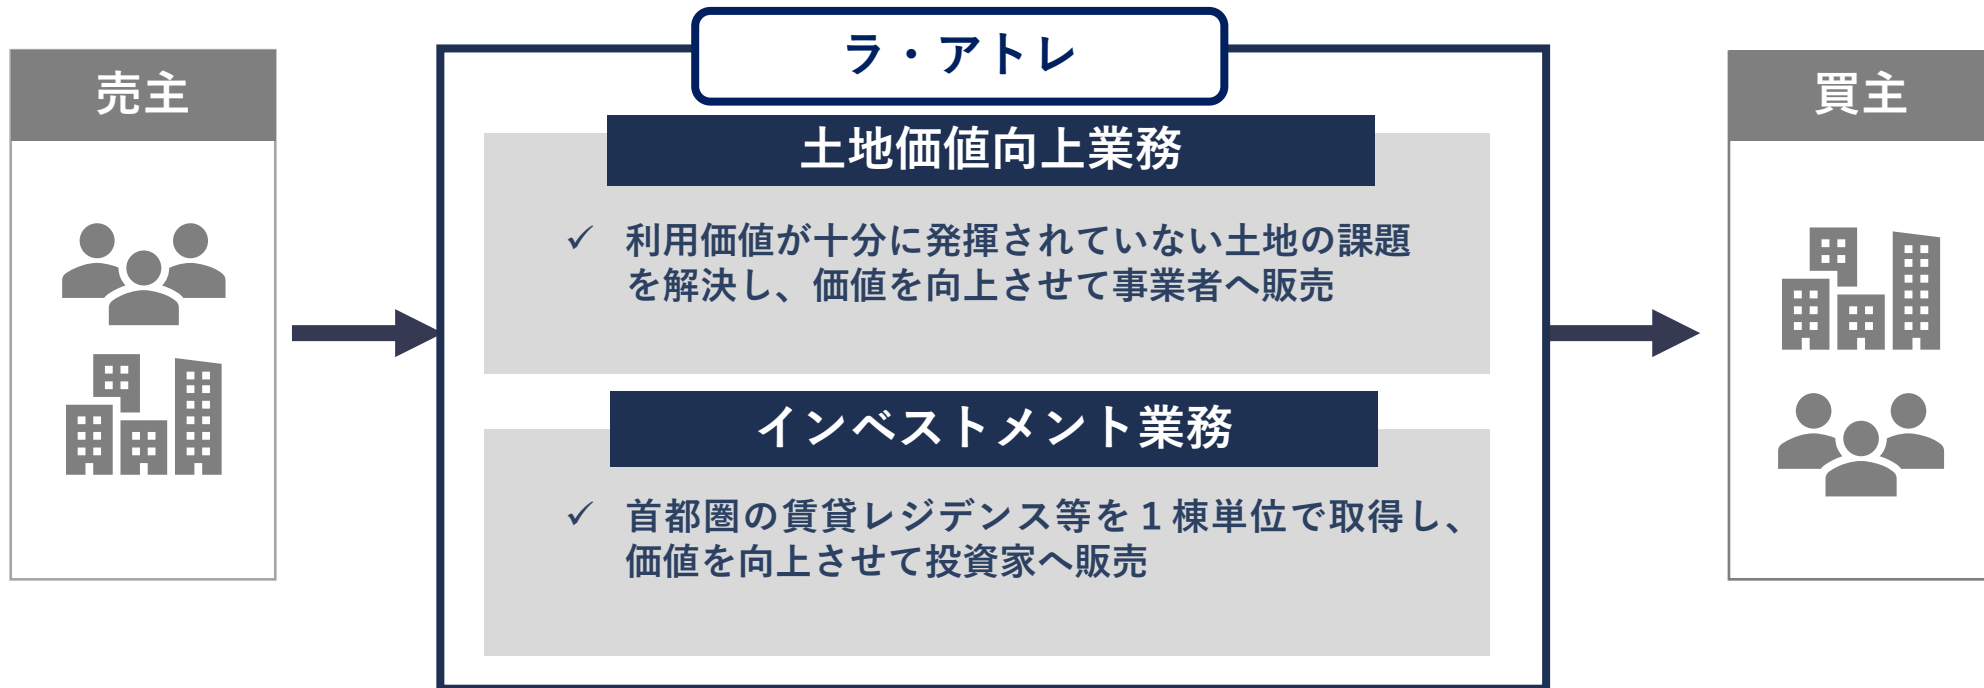 ラ・アトレ
売主
買主
土地価値向上業務
✓ 利用価値が十分に発揮されていない土地の課題
を解決し、価値を向上させて事業者へ販売
インベストメント業務
✓ 首都圏の賃貸レジデンス等を１棟単位で取得し、
価値を向上させて投資家へ販売